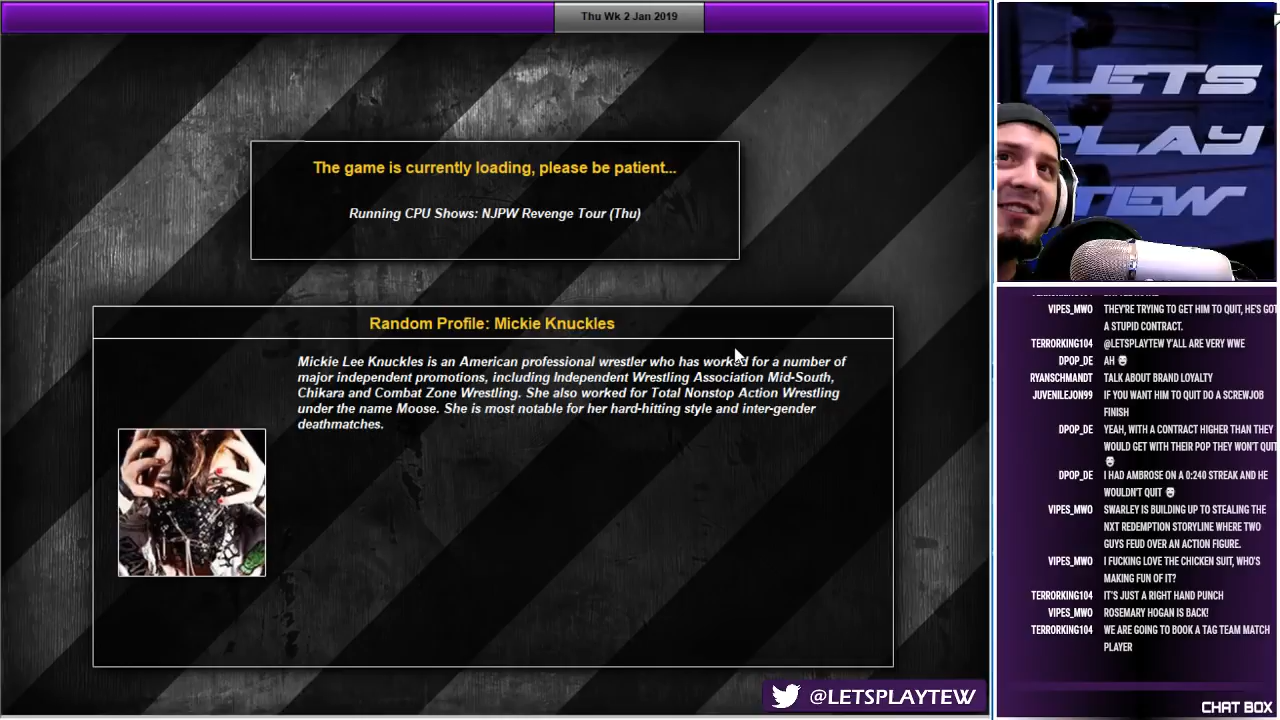 Thu Wk 2 Jan 2019
The game is currently loading, please be patient...
Running CPU Shows: NJPW Revenge Tour (Thu)
Random Profile: Mickie Knuckles
Mickie Lee Knuckles is an American professional wrestler who has worked for a number of
major independent promotions, including Independent Wrestling Association Mid-South,
Chikara and Combat Zone Wrestling. She also worked for Total Nonstop Action Wrestling
under the name Moose. She is most notable for her hard-hitting style and inter-gender
deathmatches.
@LETSPLAYTEW
LETS
PLAY
TEW
VIPES_MWO THEY'RE TRYING TO GET HIM TO QUIT, HE'S GOT
A STUPID CONTRACT.
TERRORKING104 @LETSPLAYTEW Y'ALL ARE VERY WWE
DPOP_DE AH
RYANSCHMANDT TALK ABOUT BRAND LOYALTY
JUVENILEJON99 IF YOU WANT HIM TO QUIT DO A SCREWJOB
FINISH
DPOP_DE YEAH, WITH A CONTRACT HIGHER THAN THEY
WOULD GET WITH THEIR POP THEY WON'T QUIT
DPOP_DE I HAD AMBROSE ON A 0:240 STREAK AND HE
WOULDN'T QUIT
VIPES_MWO SWARLEY IS BUILDING UP TO STEALING THE
NXT REDEMPTION STORYLINE WHERE TWO
GUYS FEUD OVER AN ACTION FIGURE.
VIPES_MWO I FUCKING LOVE THE CHICKEN SUIT, WHO'S
MAKING FUN OF IT?
TERRORKING104 IT'S JUST A RIGHT HAND PUNCH
VIPES_MWO ROSEMARY HOGAN IS BACK!
TERRORKING104 WE ARE GOING TO BOOK A TAG TEAM MATCH
PLAYER
CHAT BOX